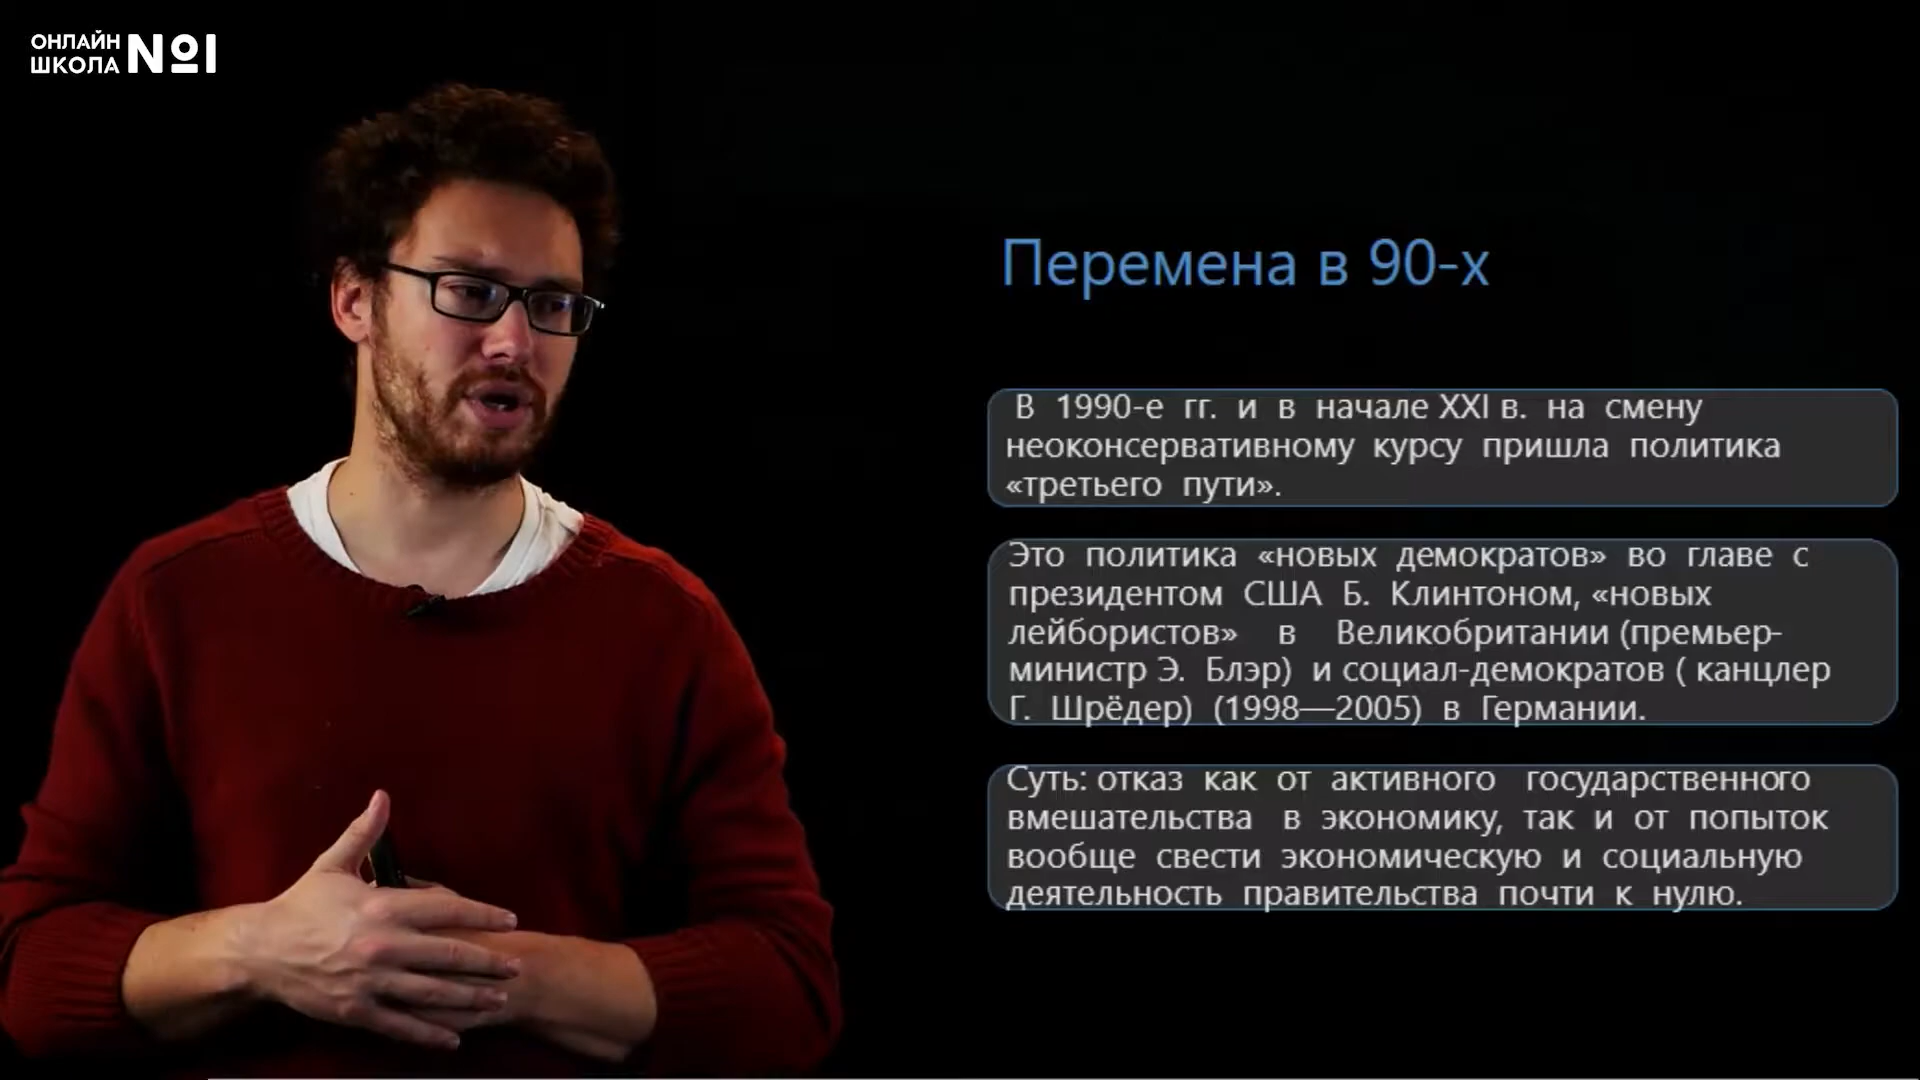 ОНЛАЙН
ШКОЛА №1
Перемена в 90-х
В 1990-е гг. и в начале XXI в. на смену
неоконсервативному курсу пришла политика
«третьего пути».
Это политика «новых демократов» во главе с
президентом США Б. Клинтоном, «новых
лейбористов» в Великобритании (премьер-
министр Э. Блэр) и социал-демократов ( канцлер
Г. Шрёдер) (1998—2005) в Германии.
Суть: отказ как от активного государственного
вмешательства в экономику, так и от попыток
вообще свести экономическую и социальную
деятельность правительства почти к нулю.